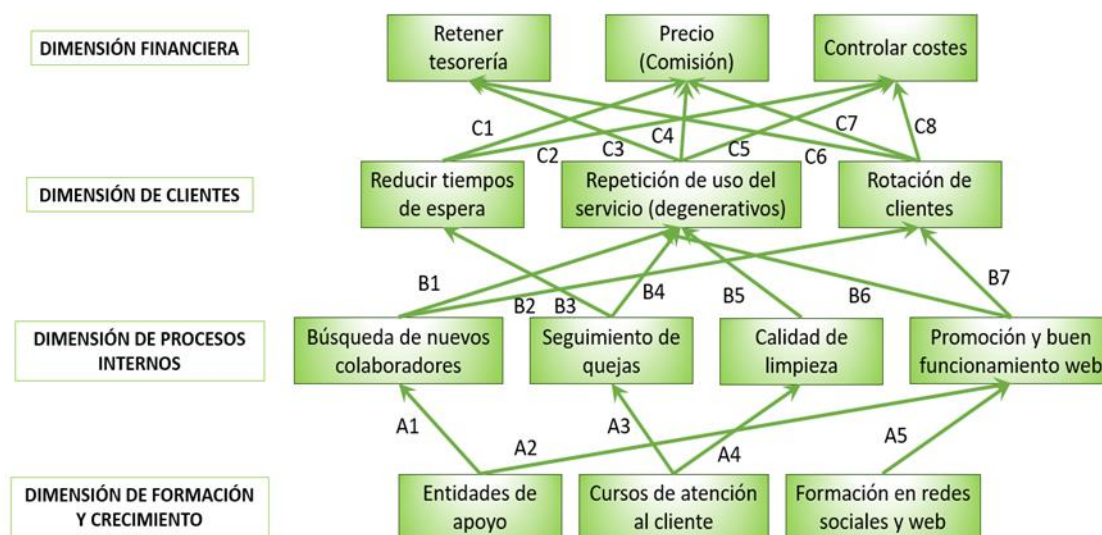 DIMENSIÓN FINANCIERA
Retener
tesorería
Precio
(Comisión)
Controlar costes
C1
C2
C3
C4
C5
C6
C7
C8
DIMENSIÓN DE CLIENTES
Reducir tiempos
de espera
Repetición de uso del
servicio (degenerativos)
Rotación de
clientes
B1
B2
B3
B4
B5
B6
B7
DIMENSIÓN DE PROCESOS
INTERNOS
Búsqueda de nuevos
colaboradores
Seguimiento de
quejas
Calidad de
limpieza
Promoción y buen
funcionamiento web
A1
A2
A3
A4
A5
DIMENSIÓN DE FORMACIÓN
Y CRECIMIENTO
Entidades de
apoyo
Cursos de atención
al cliente
Formación en redes
sociales y web